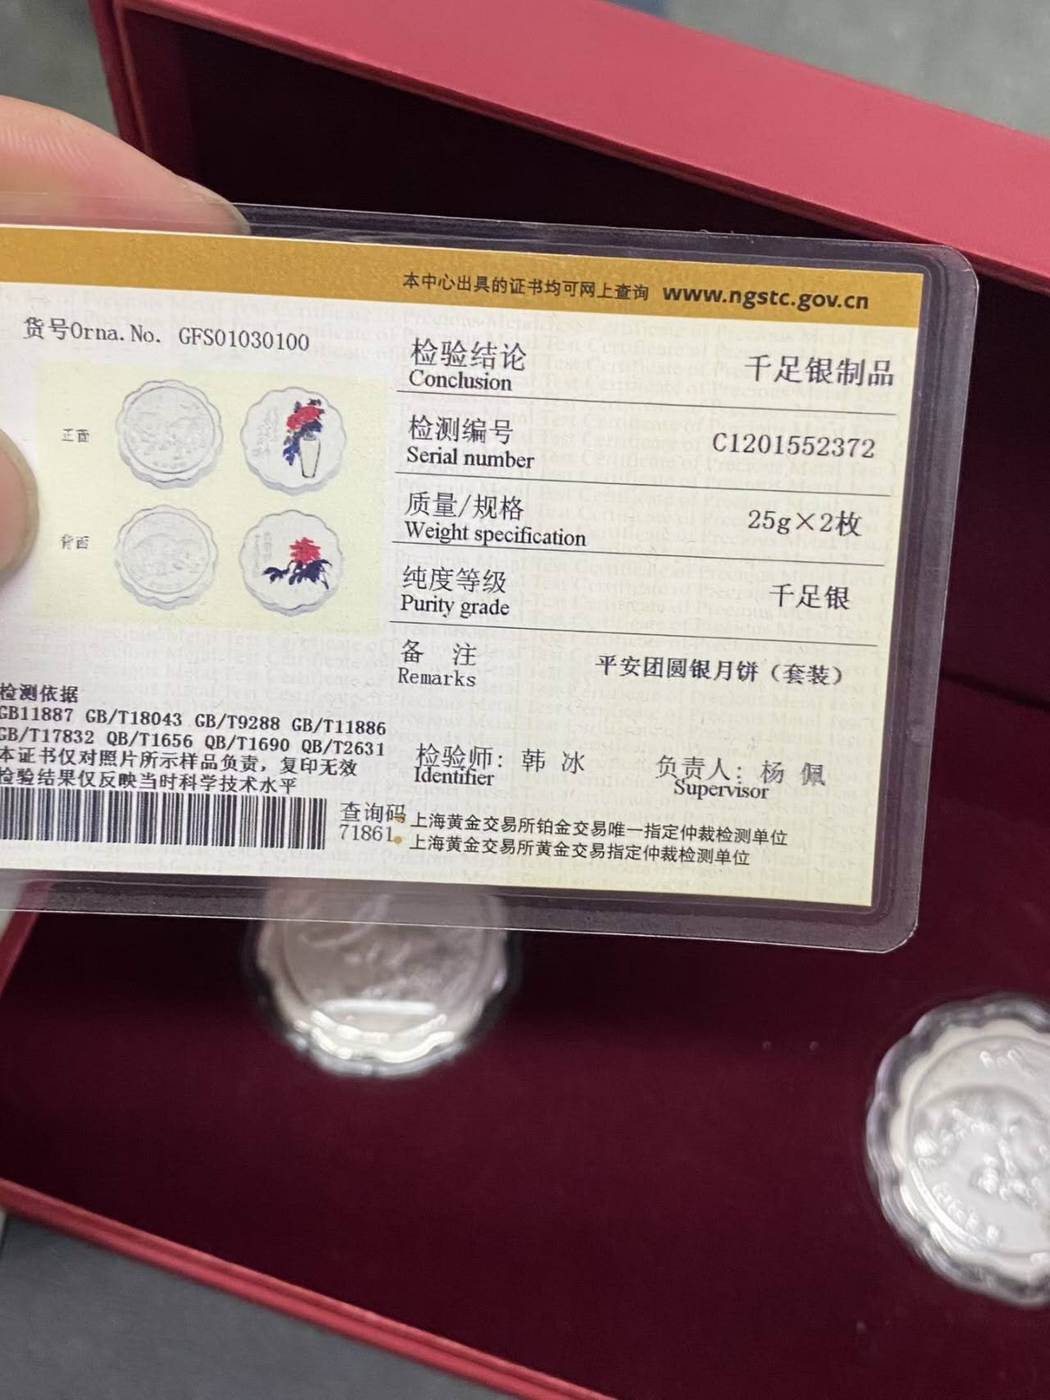 本中心出具的证书均可网上查询 www.ngstc.gov.cn
货号Orna.No. GFS01030100
正面
背面
检验结论 千足银制品
Conclusion
检测编号 C1201552372
Serial number
质量/规格 25g×2枚
Weight specification
纯度等级 千足银
Purity grade
备 注 平安团圆银月饼（套装）
Remarks
检测依据
GB11887 GB/T18043 GB/T9288 GB/T11886
GB/T17832 QB/T1656 QB/T1690 QB/T2631
本证书仅对照片所示样品负责，复印无效
检验结果仅反映当时科学技术水平
检验师: 韩 冰 负责人: 杨 佩
Identifier Supervisor
查询码
71861
上海黄金交易所铂金交易唯一指定仲裁检测单位
上海黄金交易所黄金交易指定仲裁检测单位